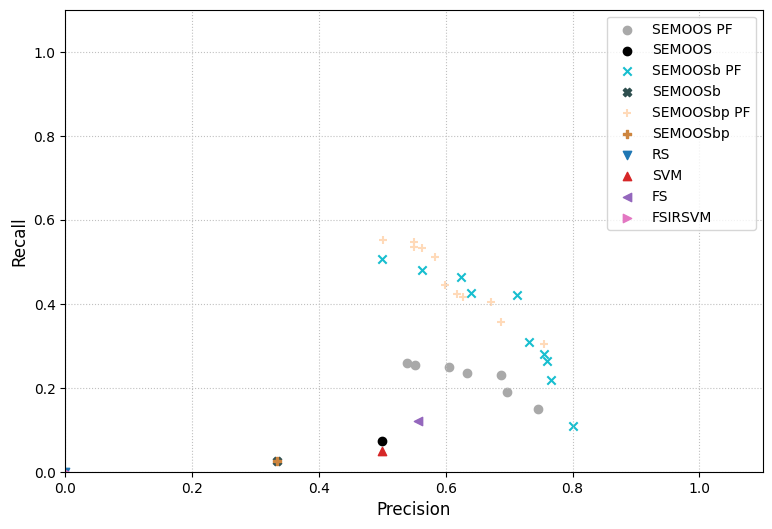 SEMOOS PF
SEMOOS
SEMOOSb PF
SEMOOSb
SEMOOSbp PF
SEMOOSbp
RS
SVM
FS
FSIRSVM
1.0
0.8
0.6
0.4
0.2
0.0
Recall
0.0 0.2 0.4 0.6 0.8 1.0
Precision